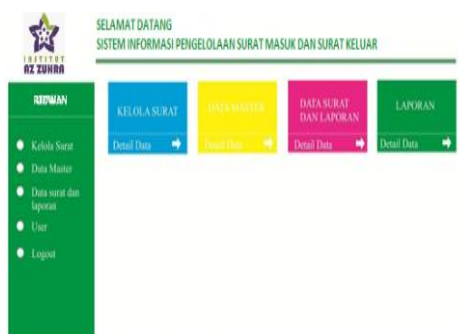 INSTITUT
AZ ZUHRA
SELAMAT DATANG
SISTEM INFORMASI PENGELOLAAN SURAT MASUK DAN SURAT KELUAR
Kelola Surat
Data Master
Data surat dan
laporan
User
Logout
KELOLA SURAT
Detail Data
DATA MASTER
Detail Data
DATA SURAT
DAN LAPORAN
Detail Data
LAPORAN
Detail Data